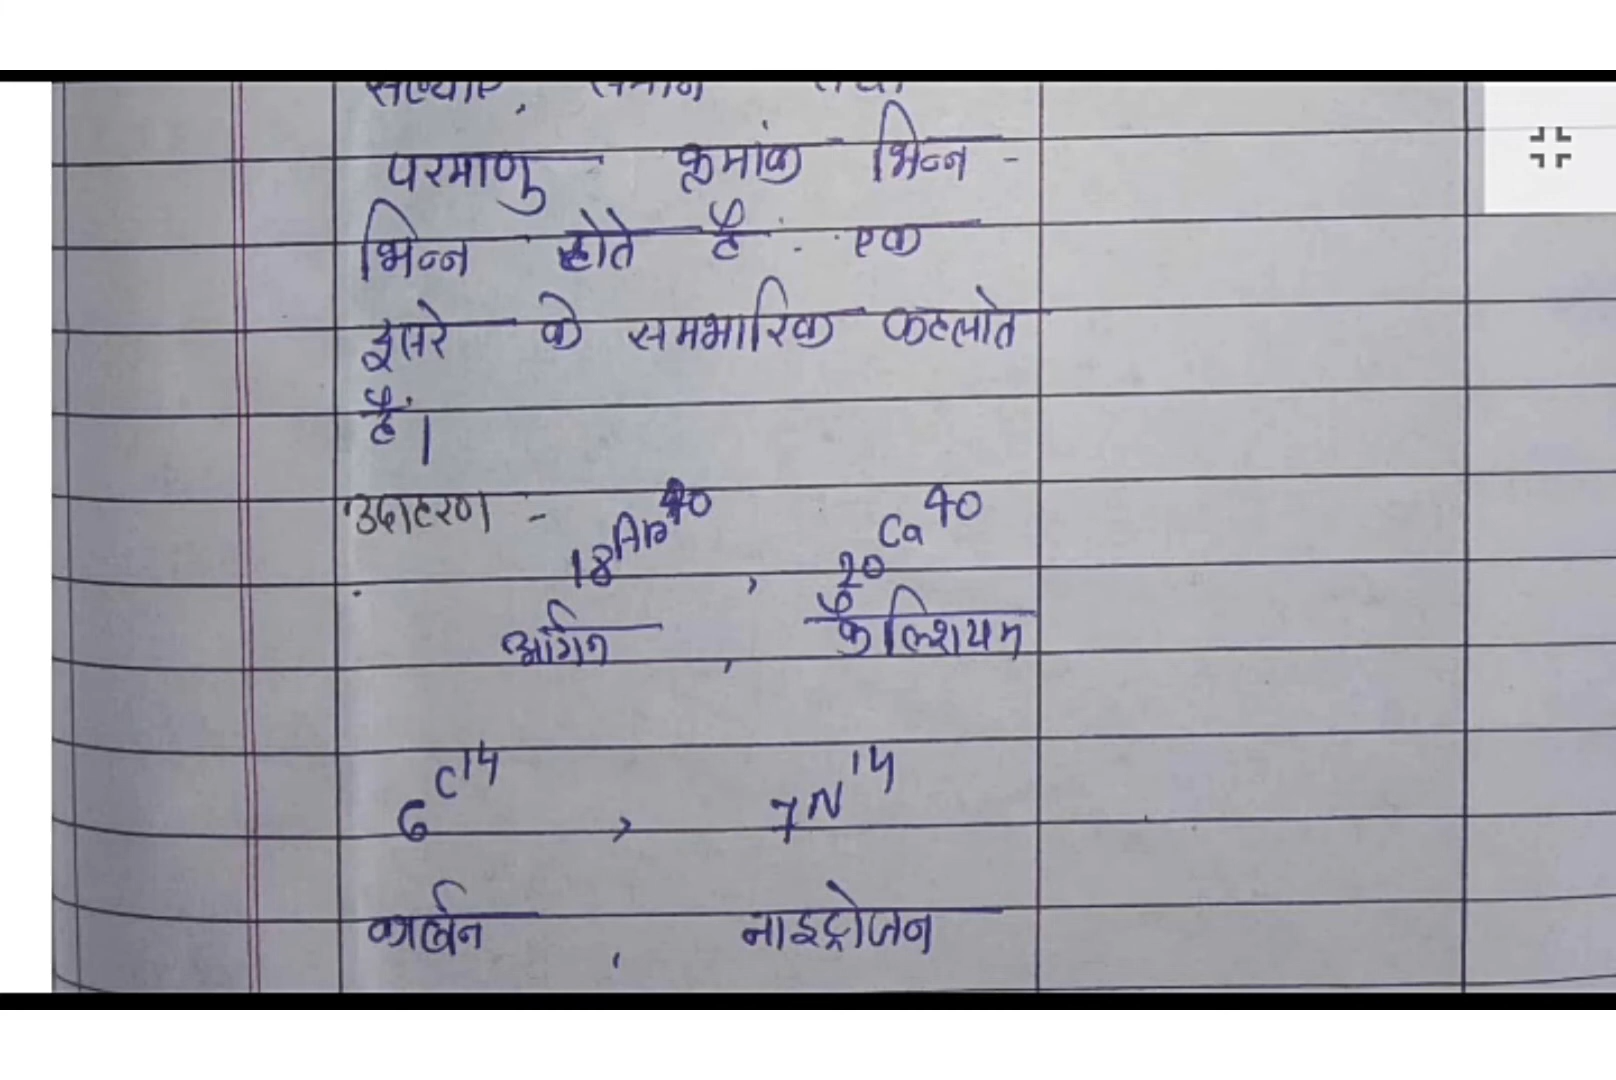 परमाणु क्रमांक भिन्न -
भिन्न होते है एक
दूसरे के समभारिक कहलाते
है।
उदाहरण - 18Ar40 , 20Ca40
आर्गन , कैल्शियम
6C14 , 7N14
कार्बन , नाइट्रोजन